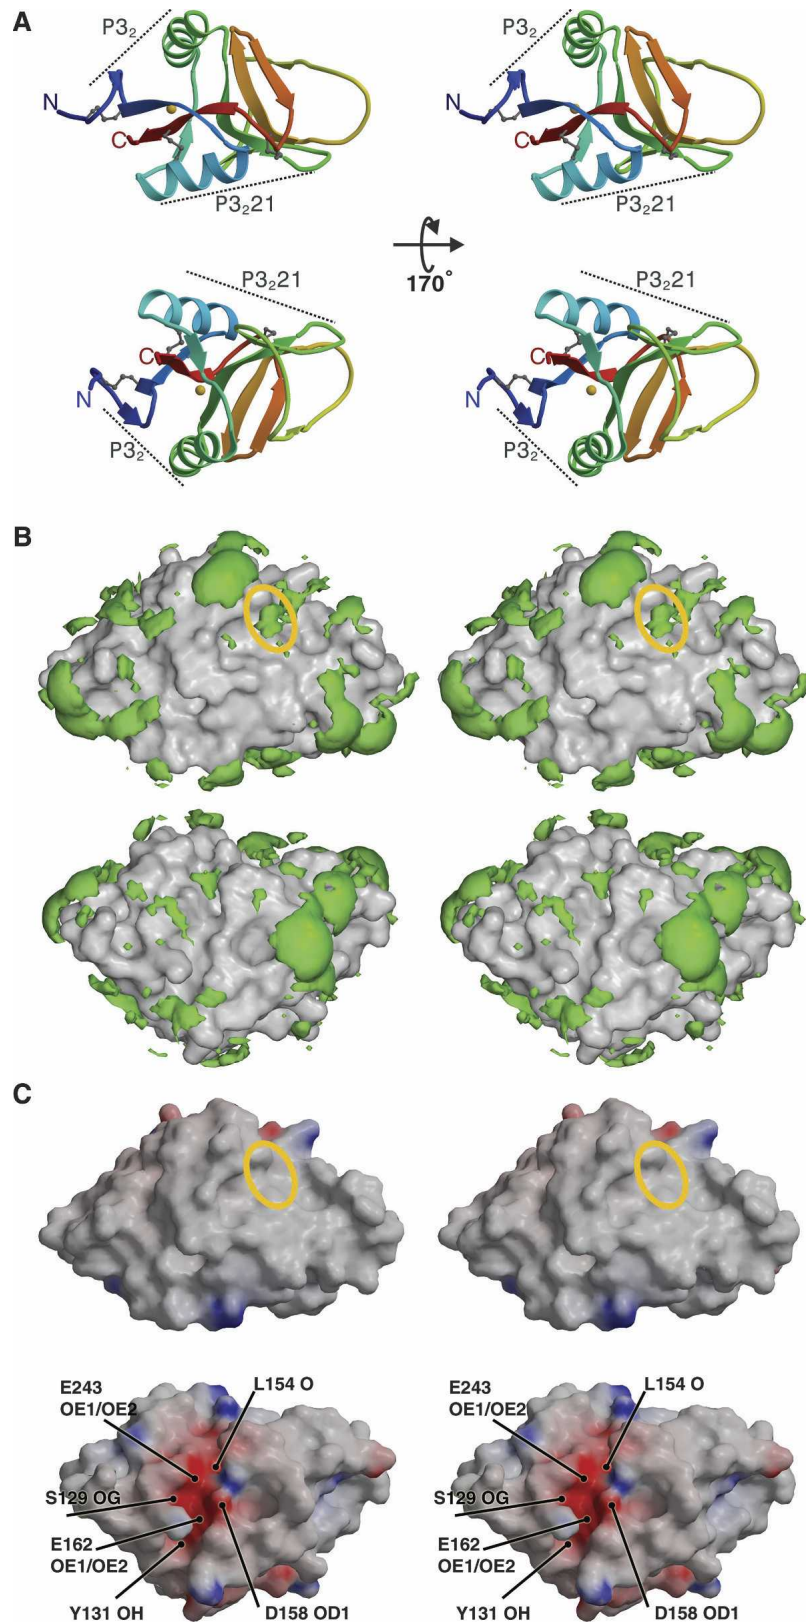 A
P3₂
P3₂
N
N
C
C
P3₂21
P3₂21
170°
P3₂21
P3₂21
C
C
N
N
P3₂
P3₂
B
C
E243
OE1/OE2
L154 O
E243
OE1/OE2
L154 O
S129 OG
S129 OG
E162
OE1/OE2
E162
OE1/OE2
Y131 OH
D158 OD1
Y131 OH
D158 OD1